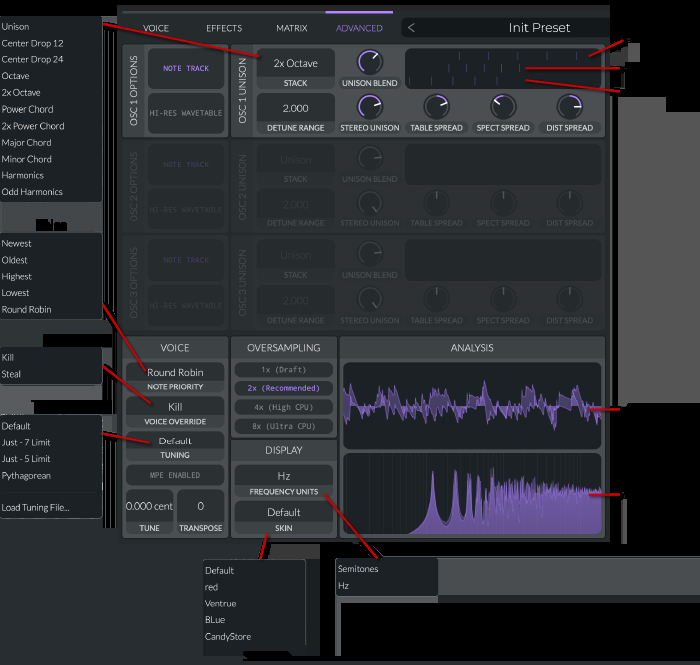 VOICE EFFECTS MATRIX ADVANCED Init Preset
Unison
Center Drop 12
Center Drop 24
Octave
2x Octave
Power Chord
2x Power Chord
Major Chord
Minor Chord
Harmonics
Odd Harmonics
Newest
Oldest
Highest
Lowest
Round Robin
Kill
Steal
Default
Just - 7 Limit
Just - 5 Limit
Pythagorean
Load Tuning File...
OSC 1 OPTIONS
NOTE TRACK
HI-RES WAVETABLE
OSC 1 UNISON
2x Octave
STACK
2.000
DETUNE RANGE
UNISON BLEND
STEREO UNISON
TABLE SPREAD
SPECT SPREAD
DIST SPREAD
OSC 2 OPTIONS
NOTE TRACK
HI-RES WAVETABLE
OSC 2 UNISON
Unison
STACK
2.000
DETUNE RANGE
UNISON BLEND
STEREO UNISON
TABLE SPREAD
SPECT SPREAD
DIST SPREAD
OSC 3 OPTIONS
NOTE TRACK
HI-RES WAVETABLE
OSC 3 UNISON
Unison
STACK
2.000
DETUNE RANGE
UNISON BLEND
STEREO UNISON
TABLE SPREAD
SPECT SPREAD
DIST SPREAD
VOICE
Round Robin
NOTE PRIORITY
Kill
VOICE OVERRIDE
Default
TUNING
MPE ENABLED
0.000 cent
TUNE
0
TRANSPOSE
OVERSAMPLING
1x (Draft)
2x (Recommended)
4x (High CPU)
8x (Ultra CPU)
DISPLAY
Hz
FREQUENCY UNITS
Default
SKIN
ANALYSIS
Default
red
Ventrue
BLue
CandyStore
Semitones
Hz